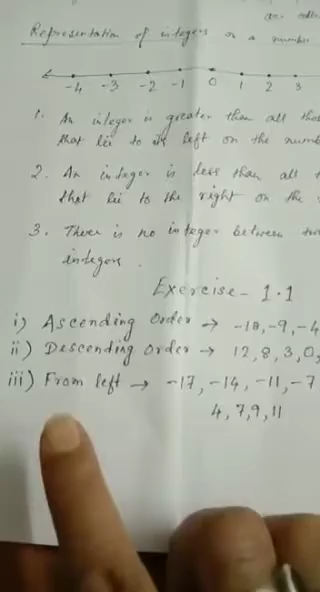 Representation of integers on a number
-4 -3 -2 -1 0 1 2 3
1. An integer is greater than all
that lie to its left on the
2. An integer is less than all
that lie to the right on the
3. There is no integer between
integers.
Exercise - 1.1
i) Ascending Order → -18, -9, -4
ii) Descending Order → 12, 8, 3, 0,
iii) From left → -17, -14, -11, -7
4, 7, 9, 11